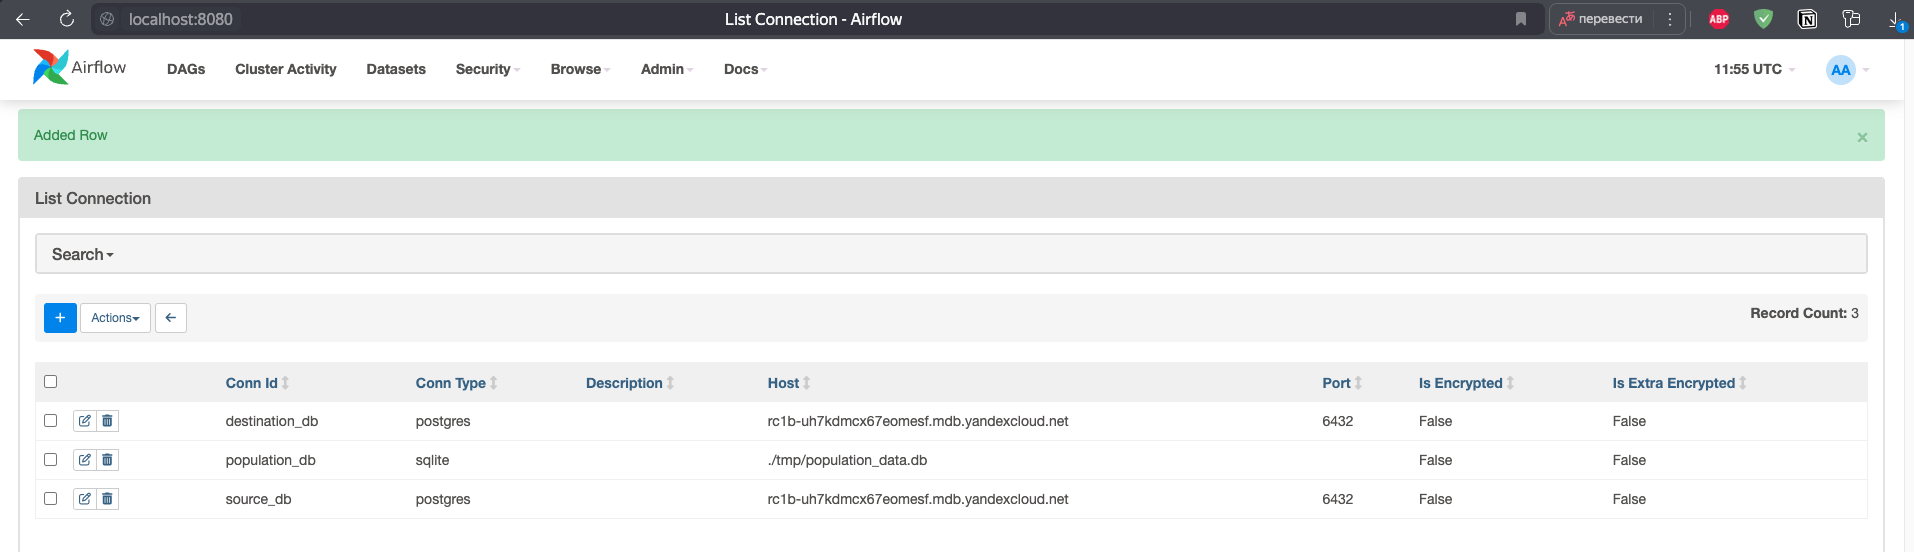 localhost:8080 List Connection - Airflow перевести ABP 1
Airflow DAGs Cluster Activity Datasets Security Browse Admin Docs 11:55 UTC AA
Added Row ×
List Connection
Search
+ Actions Record Count: 3
Conn Id Conn Type Description Host Port Is Encrypted Is Extra Encrypted
destination_db postgres rc1b-uh7kdmcx67eomesf.mdb.yandexcloud.net 6432 False False
population_db sqlite ./tmp/population_data.db False False
source_db postgres rc1b-uh7kdmcx67eomesf.mdb.yandexcloud.net 6432 False False